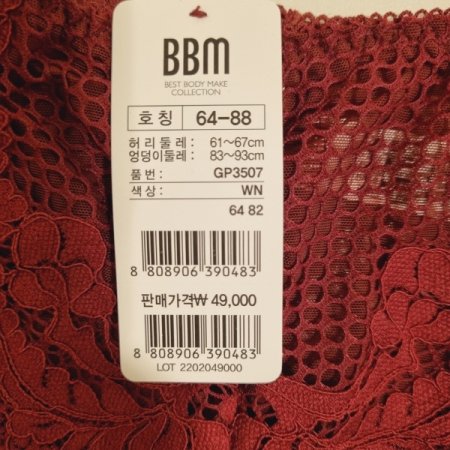 BBM
BEST BODY MAKE
COLLECTION
호 칭 64-88
허 리 둘 레 : 61~67cm
엉덩이둘레 : 83~93cm
품 번 : GP3507
색 상 : WN
64 82
8 808906 390483
판매가격₩ 49,000
8 808906 390483
LOT 2202049000